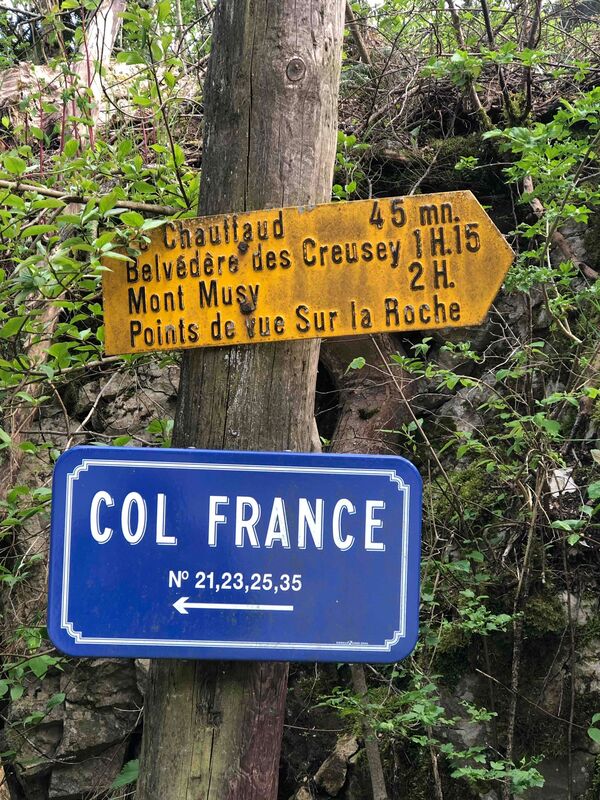 Chauffaud 45 mn.
Belvédère des Creusey 1H.15
Mont Musy 2 H.
Points de vue Sur la Roche
COL FRANCE
Nº 21,23,25,35